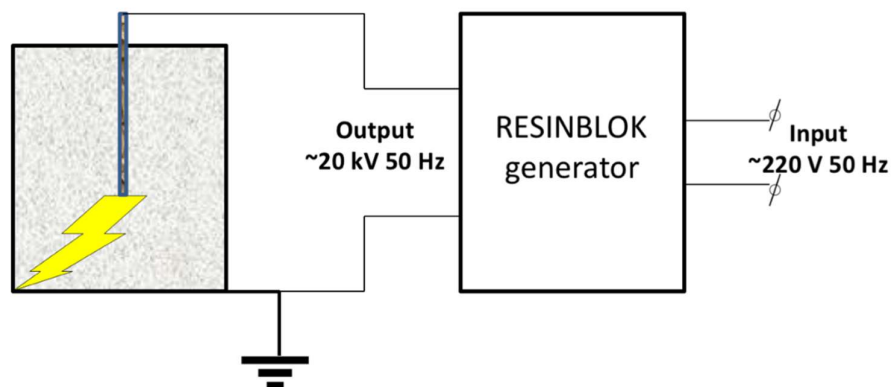 Output
~20 kV 50 Hz
RESINBLOK
generator
Input
~220 V 50 Hz